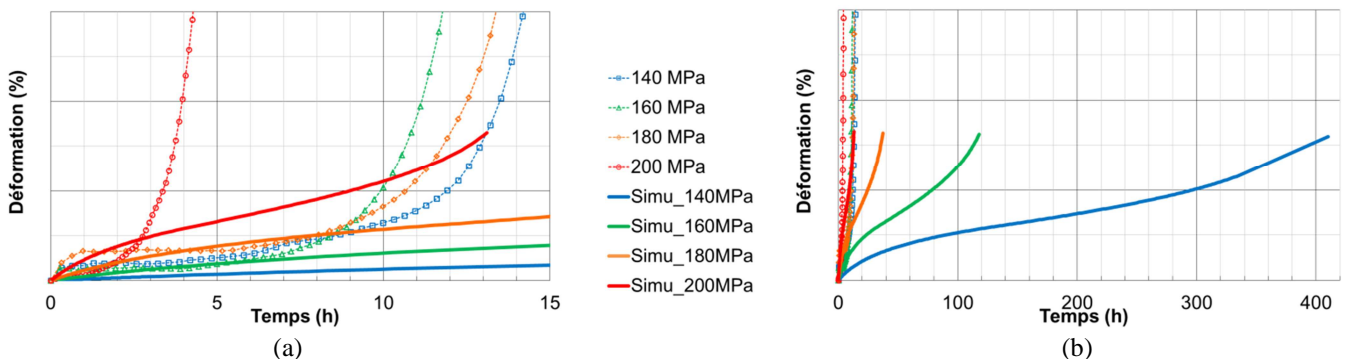 Déformation (%)
0
5
10
15
Temps (h)
(a)
140 MPa
160 MPa
180 MPa
200 MPa
Simu_140MPa
Simu_160MPa
Simu_180MPa
Simu_200MPa
Déformation (%)
0
100
200
300
400
Temps (h)
(b)